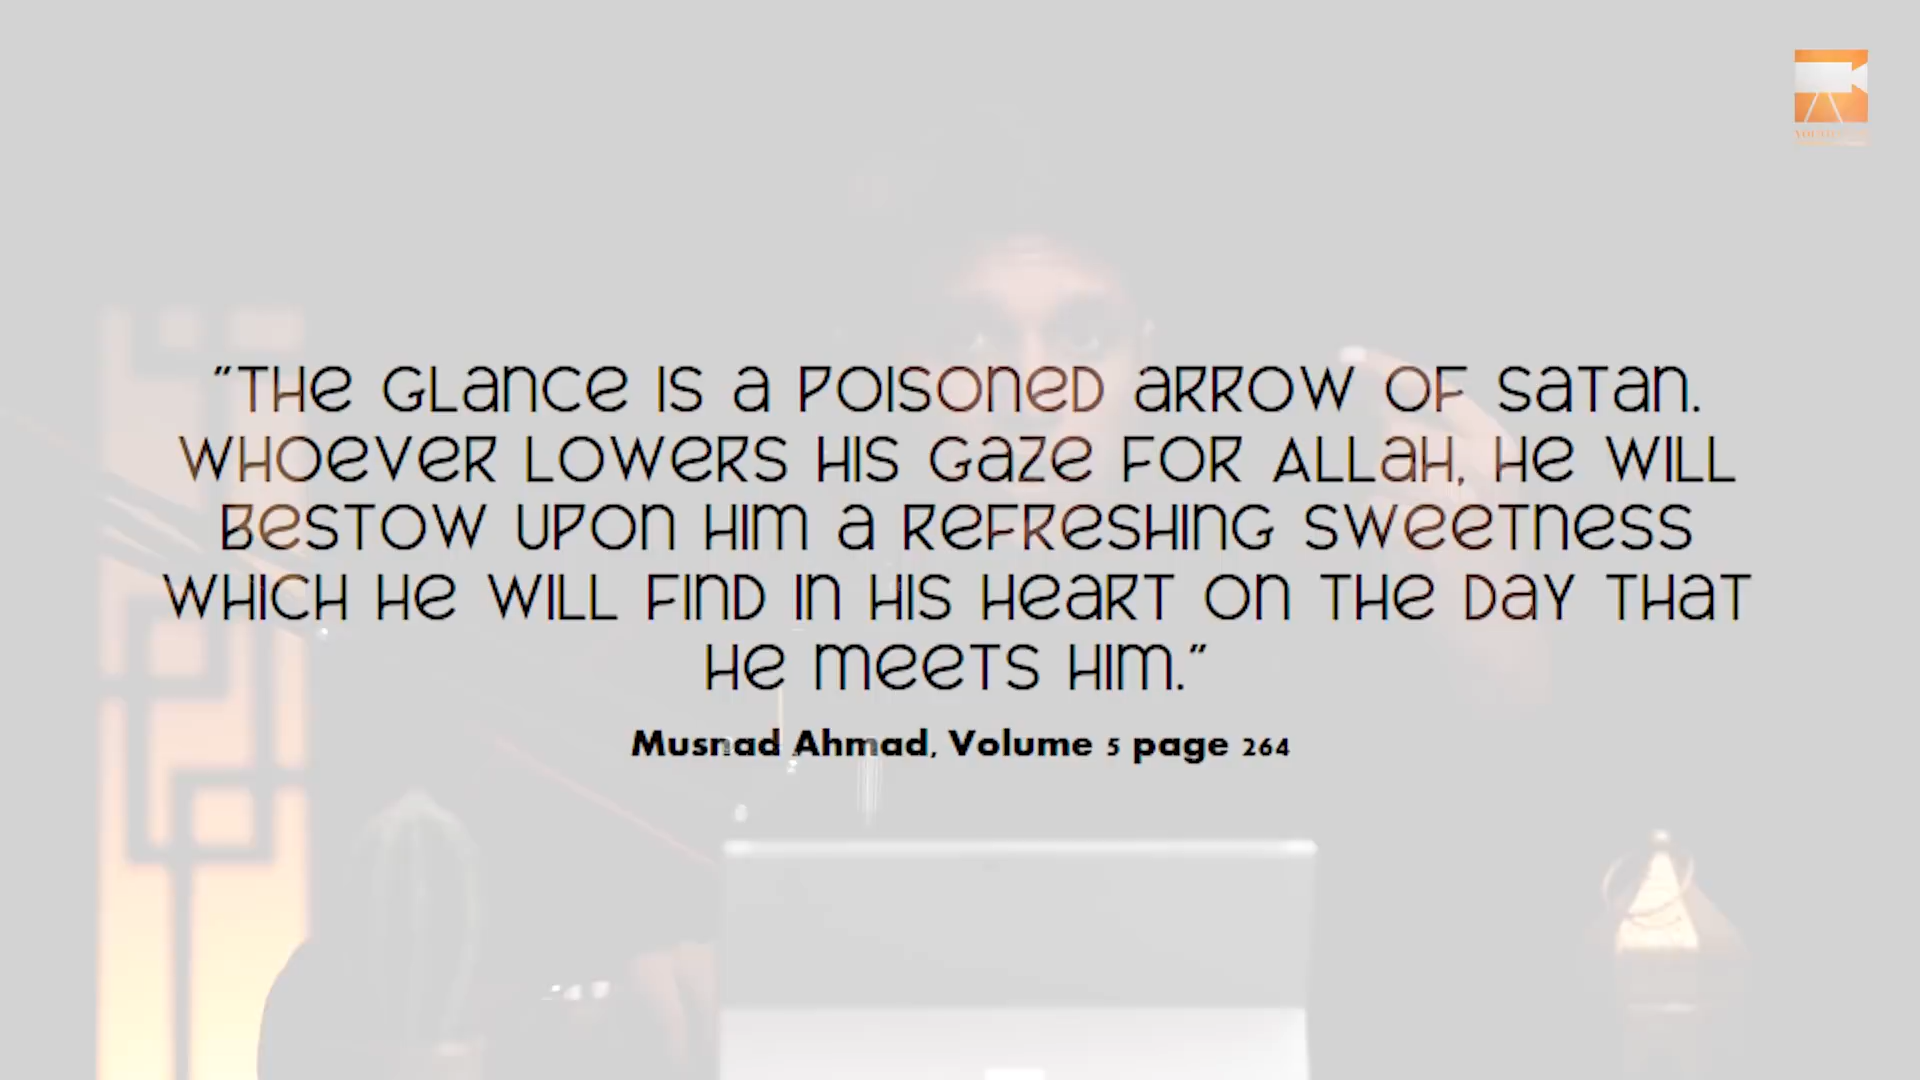 "The glance is a poisoned arrow of Satan.
Whoever lowers his gaze for Allah, He will
bestow upon him a refreshing sweetness
which he will find in his heart on the day that
he meets Him."
Musnad Ahmad, Volume 5 page 264